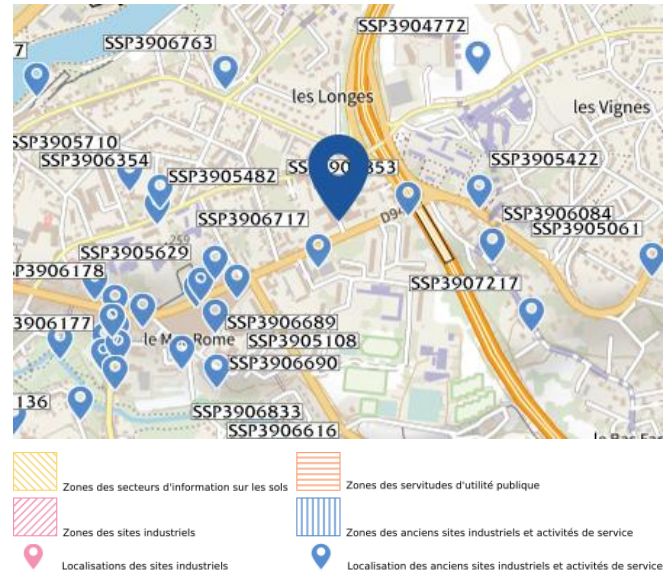 SSP3904772
SSP3906763
les Longes
les Vignes
SSP3905710
SSP3905422
SSP3906354
SSP3905482
SSP3906717
SSP3906084
SSP3905061
SSP3905629
259
SSP3906178
SSP3907217
SSP3906177
SSP3906689
Rome
SSP3905108
SSP3906690
136
SSP3906833
SSP3906616
Zones des secteurs d'information sur les sols
Zones des servitudes d'utilité publique
Zones des sites industriels
Zones des anciens sites industriels et activités de service
Localisations des sites industriels
Localisation des anciens sites industriels et activités de service